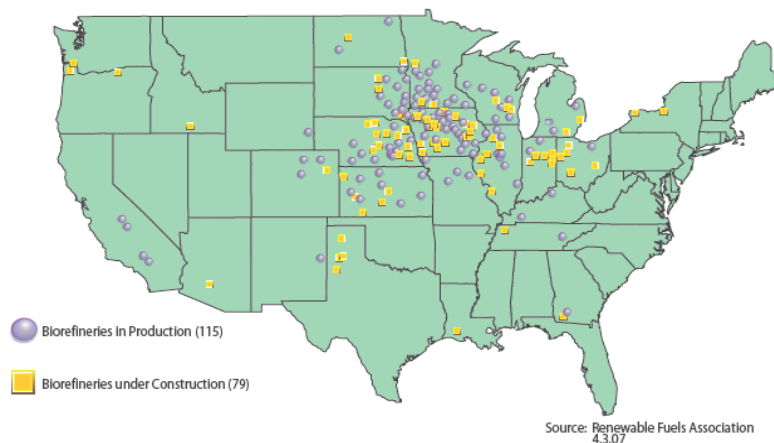 Biorefineries in Production (115)
Biorefineries under Construction (79)
Source: Renewable Fuels Association
4.3.07